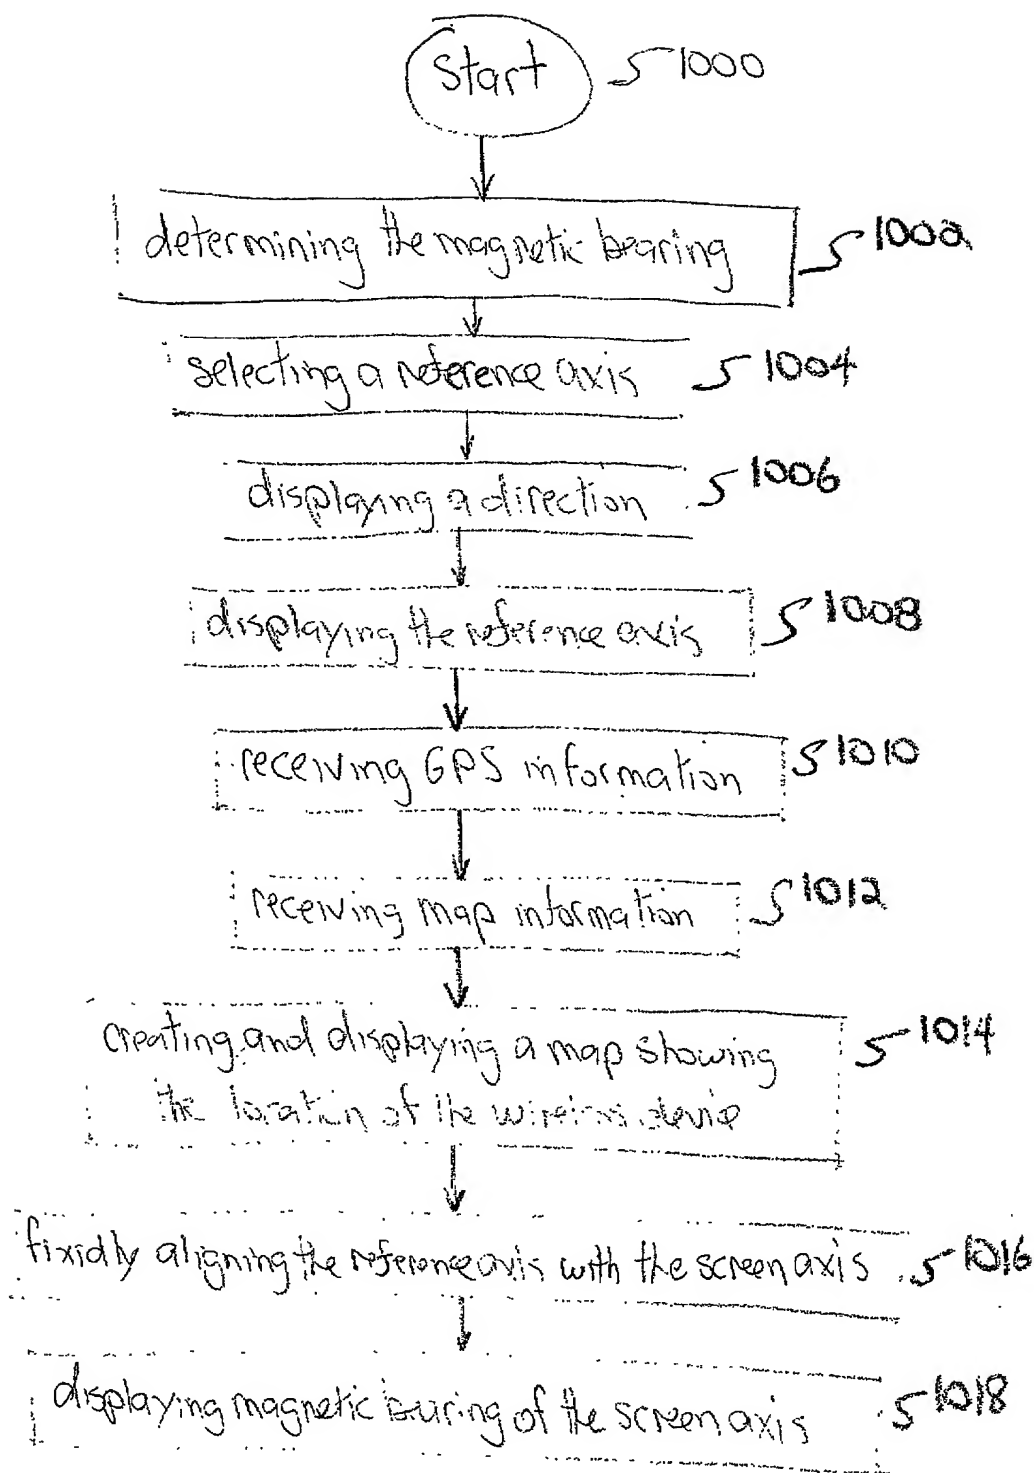 start 1000
determining the magnetic bearing 1002
selecting a reference axis 1004
displaying a direction 1006
displaying the reference axis 1008
receiving GPS information 1010
receiving map information 1012
creating and displaying a map showing 1014
the location of the wireless device
fixidly aligning the reference axis with the screen axis 1016
displaying magnetic bearing of the screen axis 1018